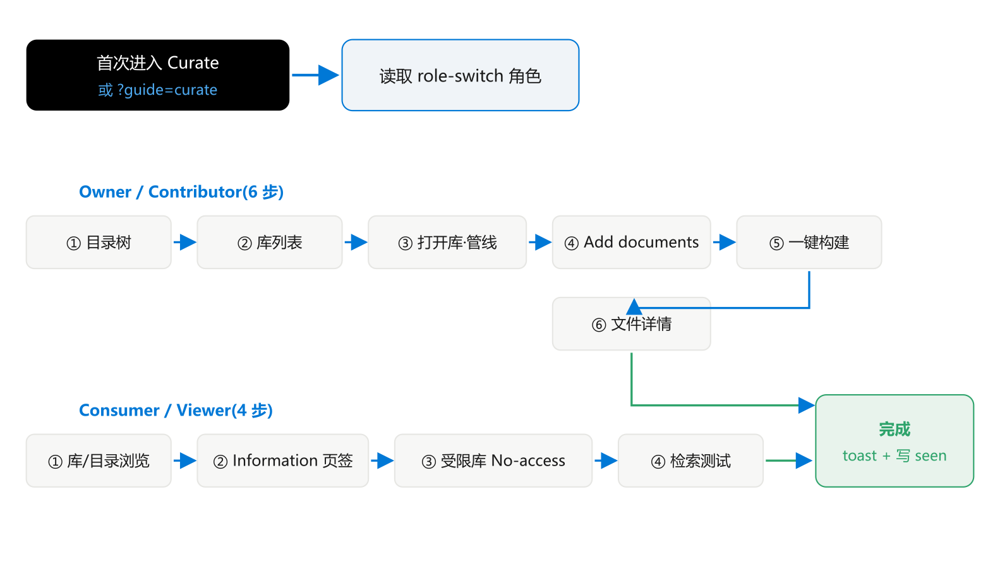 首次进入 Curate
或 ?guide=curate
读取 role-switch 角色
Owner / Contributor(6 步)
① 目录树
② 库列表
③ 打开库·管线
④ Add documents
⑤ 一键构建
⑥ 文件详情
Consumer / Viewer(4 步)
① 库/目录浏览
② Information 页签
③ 受限库 No-access
④ 检索测试
完成
toast + 写 seen